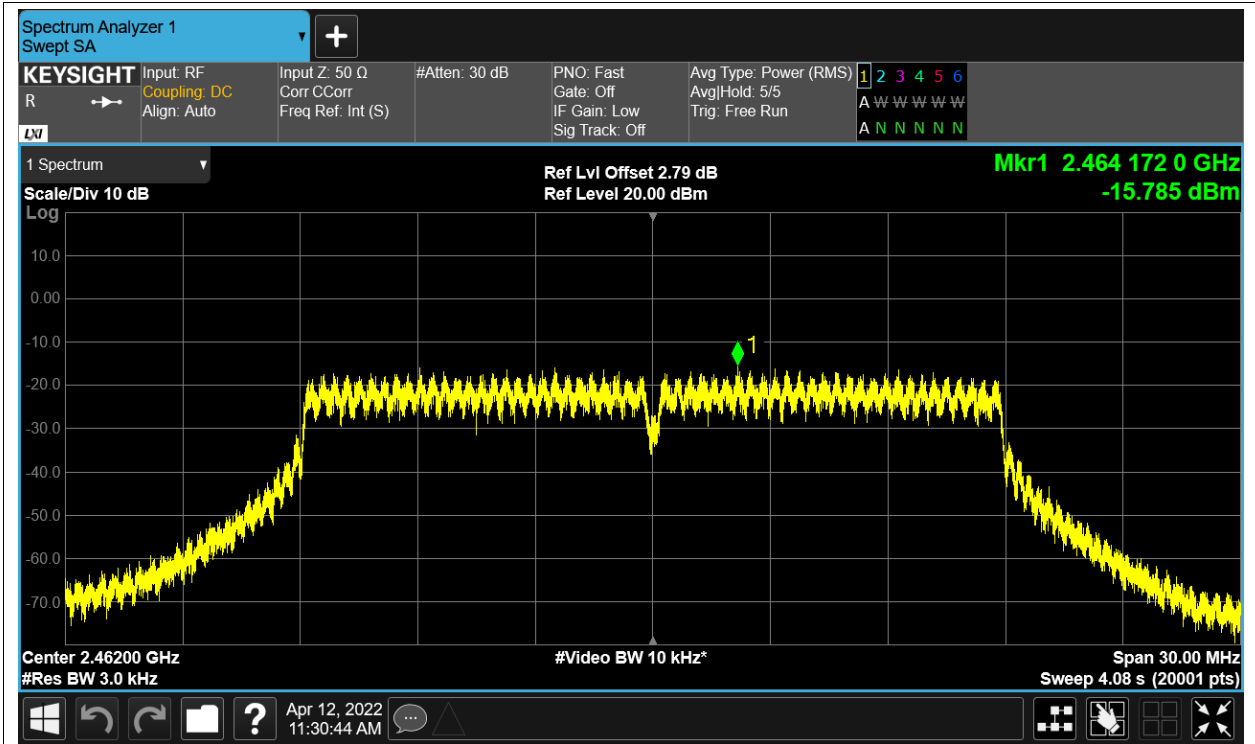 Spectrum Analyzer 1
Swept SA
KEYSIGHT
R
LXI
Input: RF
Coupling: DC
Align: Auto
Input Z: 50 Ω
Corr CCorr
Freq Ref: Int (S)
#Atten: 30 dB
PNO: Fast
Gate: Off
IF Gain: Low
Sig Track: Off
Avg Type: Power (RMS)
Avg|Hold: 5/5
Trig: Free Run
1 2 3 4 5 6
A W W W W W
A N N N N N
1 Spectrum
Scale/Div 10 dB
Ref Lvl Offset 2.79 dB
Ref Level 20.00 dBm
Mkr1 2.464 172 0 GHz
-15.785 dBm
Log
10.0
0.00
-10.0
-20.0
-30.0
-40.0
-50.0
-60.0
-70.0
1
Center 2.46200 GHz
#Res BW 3.0 kHz
#Video BW 10 kHz*
Span 30.00 MHz
Sweep 4.08 s (20001 pts)
?
Apr 12, 2022
11:30:44 AM